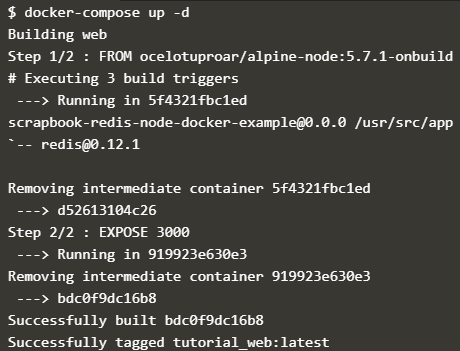 $ docker-compose up -d
Building web
Step 1/2 : FROM ocelotuproar/alpine-node:5.7.1-onbuild
# Executing 3 build triggers
 ---> Running in 5f4321fbc1ed
scrapbook-redis-node-docker-example@0.0.0 /usr/src/app
`-- redis@0.12.1

Removing intermediate container 5f4321fbc1ed
 ---> d52613104c26
Step 2/2 : EXPOSE 3000
 ---> Running in 919923e630e3
Removing intermediate container 919923e630e3
 ---> bdc0f9dc16b8
Successfully built bdc0f9dc16b8
Successfully tagged tutorial_web:latest